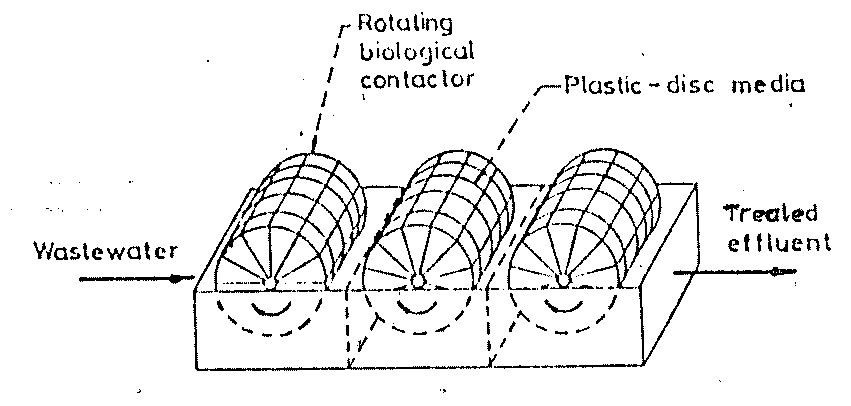 Rotating
biological
contactor
Plastic-disc media
Wastewater
Treated
effluent